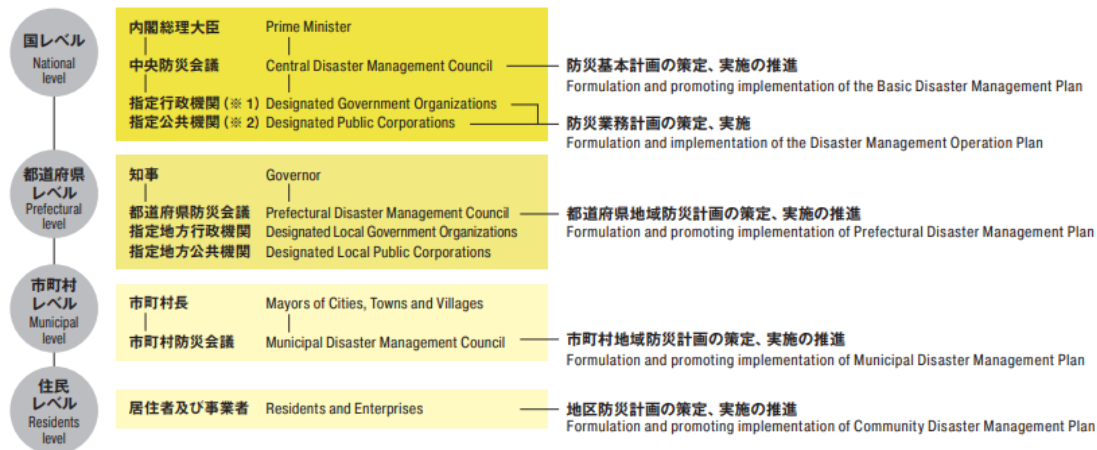 国レベル
National
level
内閣総理大臣 Prime Minister
中央防災会議 Central Disaster Management Council
防災基本計画の策定、実施の推進
Formulation and promoting implementation of the Basic Disaster Management Plan
指定行政機関(※1) Designated Government Organizations
指定公共機関(※2) Designated Public Corporations
防災業務計画の策定、実施
Formulation and implementation of the Disaster Management Operation Plan
都道府県
レベル
Prefectural
level
知事 Governor
都道府県防災会議 Prefectural Disaster Management Council
指定地方行政機関 Designated Local Government Organizations
指定地方公共機関 Designated Local Public Corporations
都道府県地域防災計画の策定、実施の推進
Formulation and promoting implementation of Prefectural Disaster Management Plan
市町村
レベル
Municipal
level
市町村長 Mayors of Cities, Towns and Villages
市町村防災会議 Municipal Disaster Management Council
市町村地域防災計画の策定、実施の推進
Formulation and promoting implementation of Municipal Disaster Management Plan
住民
レベル
Residents
level
居住者及び事業者 Residents and Enterprises
地区防災計画の策定、実施の推進
Formulation and promoting implementation of Community Disaster Management Plan